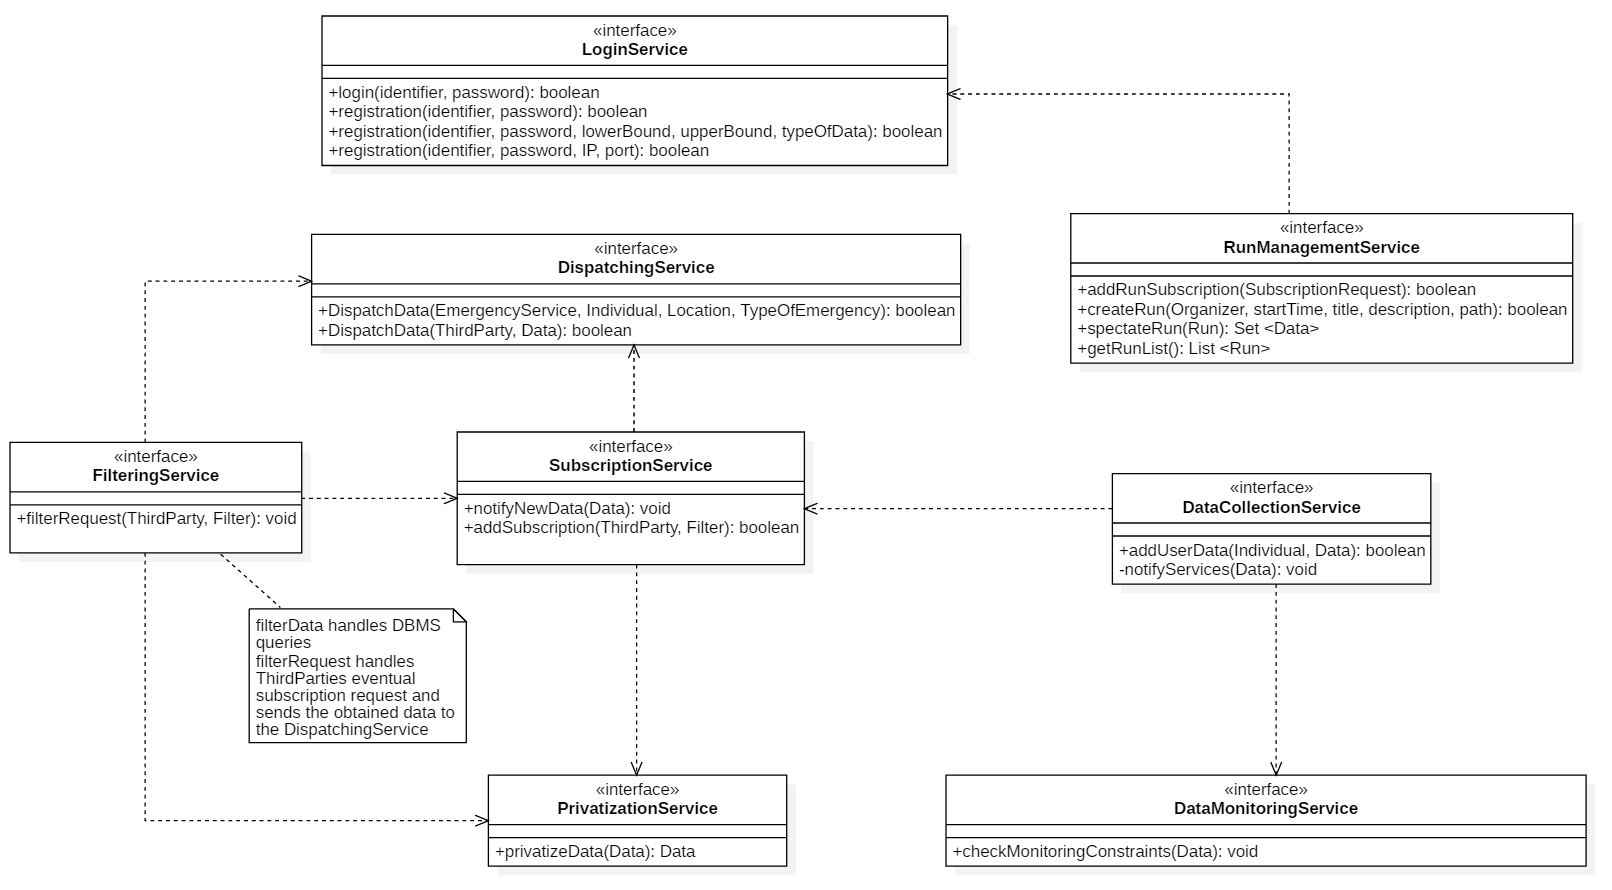 «interface»
LoginService
+login(identifier, password): boolean
+registration(identifier, password): boolean
+registration(identifier, password, lowerBound, upperBound, typeOfData): boolean
+registration(identifier, password, IP, port): boolean
«interface»
RunManagementService
+addRunSubscription(SubscriptionRequest): boolean
+createRun(Organizer, startTime, title, description, path): boolean
+spectateRun(Run): Set <Data>
+getRunList(): List <Run>
«interface»
DispatchingService
+DispatchData(EmergencyService, Individual, Location, TypeOfEmergency): boolean
+DispatchData(ThirdParty, Data): boolean
«interface»
FilteringService
+filterRequest(ThirdParty, Filter): void
«interface»
SubscriptionService
+notifyNewData(Data): void
+addSubscription(ThirdParty, Filter): boolean
«interface»
DataCollectionService
+addUserData(Individual, Data): boolean
-notifyServices(Data): void
filterData handles DBMS
queries
filterRequest handles
ThirdParties eventual
subscription request and
sends the obtained data to
the DispatchingService
«interface»
PrivatizationService
+privatizeData(Data): Data
«interface»
DataMonitoringService
+checkMonitoringConstraints(Data): void